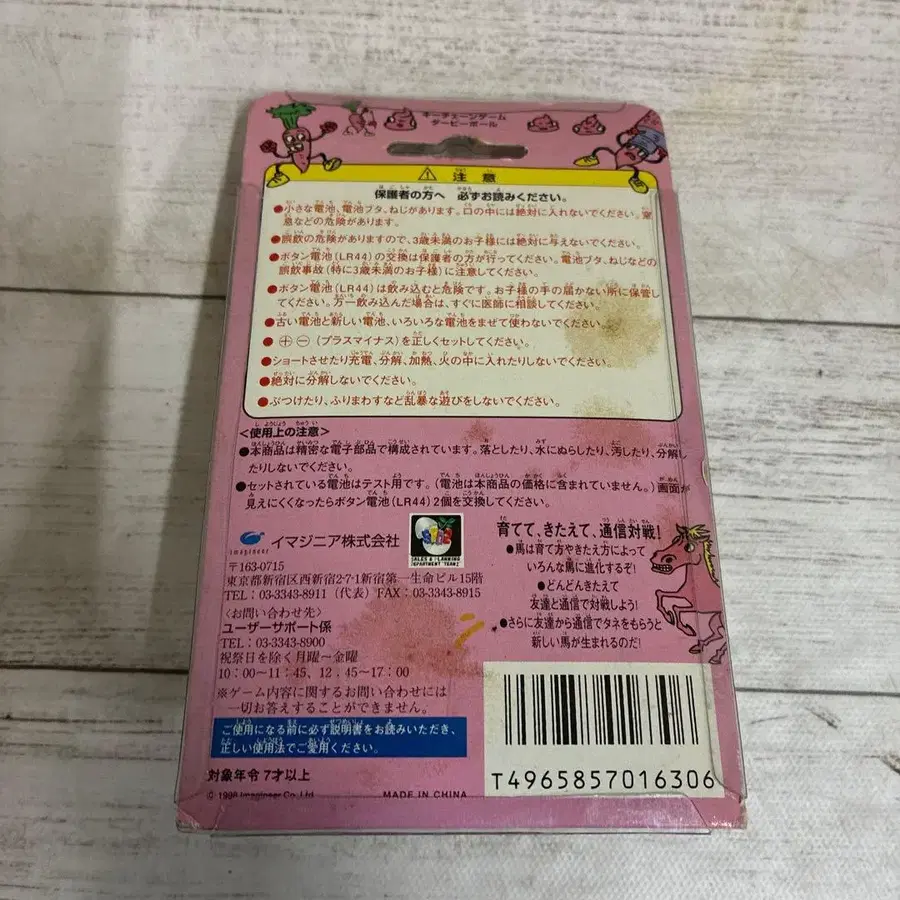 キーチェーンゲーム
ダービーボール
注意
保護者の方へ 必ずお読みください。
●小さな電池、電池ブタ、ねじがあります。口の中には絶対に入れないでください。窒
息などの危険があります。
●誤飲の危険がありますので、3歳未満のお子様には絶対に与えないでください。
●ボタン電池(LR44)の交換は保護者の方が行ってください。電池ブタ、ねじなどの
誤飲事故(特に3歳未満のお子様)に注意してください。
●ボタン電池(LR44)は飲み込むと危険です。お子様の手の届かない所に保管し
てください。万一飲み込んだ場合は、すぐに医師に相談してください。
●古い電池と新しい電池、いろいろな電池をまぜて使わないでください。
●⊕⊖(プラスマイナス)を正しくセットしてください。
●ショートさせたり充電、分解、加熱、火の中に入れたりしないでください。
●絶対に分解しないでください。
●ぶつけたり、ふりまわすなど乱暴な遊びをしないでください。
<使用上の注意>
●本商品は精密な電子部品で構成されています。落としたり、水にぬらしたり、汚したり、分解し
たりしないでください。
●セットされている電池はテスト用です。(電池は本商品の価格に含まれていません。)画面が
見えにくくなったらボタン電池(LR44)2個を交換してください。
imagineer
イマジニア株式会社
SALES & PLANNING
DEPARTMENT TEAM2
〒163-0715
東京都新宿区西新宿2-7-1新宿第一生命ビル15階
TEL:03-3343-8911(代表)FAX:03-3343-8915
<お問い合わせ先>
ユーザーサポート係
TEL:03-3343-8900
祝祭日を除く月曜〜金曜
10:00〜11:45、12:45〜17:00
※ゲーム内容に関するお問い合わせには
一切お答えすることができません。
ご使用になる前に必ず説明書をお読みいただき、
正しい使用法でご愛用ください。
対象年令7才以上
© 1998 Imagineer Co., Ltd.
MADE IN CHINA
育てて、きたえて、通信対戦!
●馬は育て方やきたえ方によって
いろんな馬に進化するぞ!
●どんどんきたえて
友達と通信で対戦しよう!
●さらに友達から通信でタネをもらうと
新しい馬が生まれるのだ!
T4965857016306